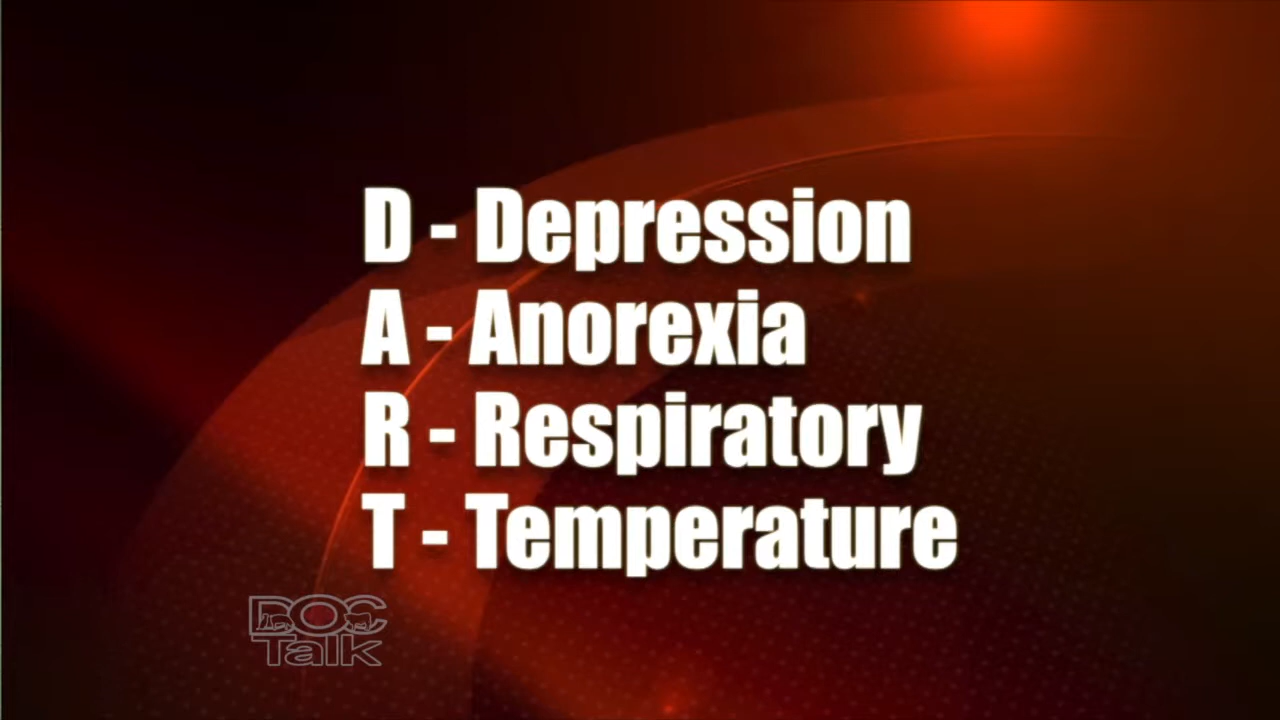 D - Depression
A - Anorexia
R - Respiratory
T - Temperature
DOC
Talk